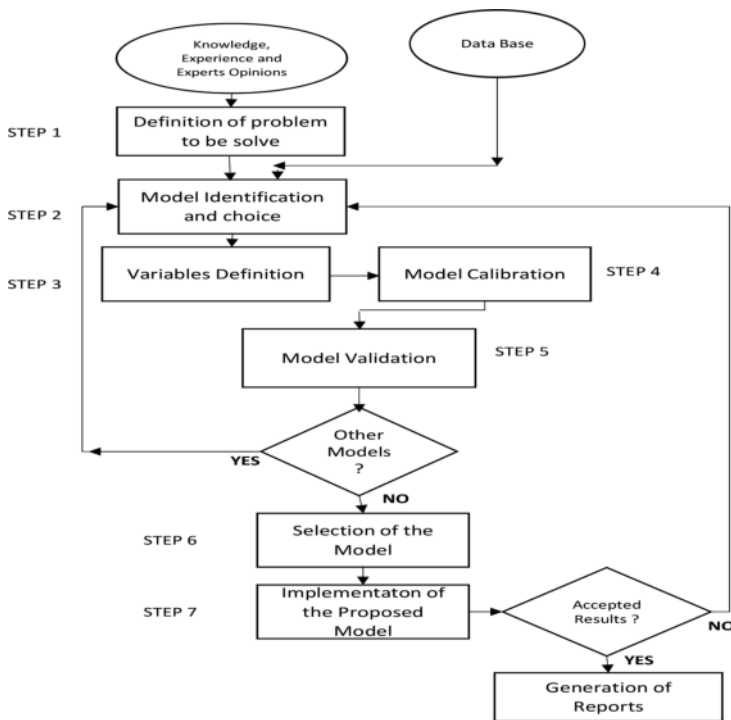 Knowledge,
Experience and
Experts Opinions
Data Base
STEP 1
Definition of problem
to be solve
STEP 2
Model Identification
and choice
STEP 3
Variables Definition
Model Calibration
STEP 4
Model Validation
STEP 5
Other
Models
?
YES
NO
STEP 6
Selection of the
Model
STEP 7
Implementaton of
the Proposed
Model
Accepted
Results ?
NO
YES
Generation of
Reports